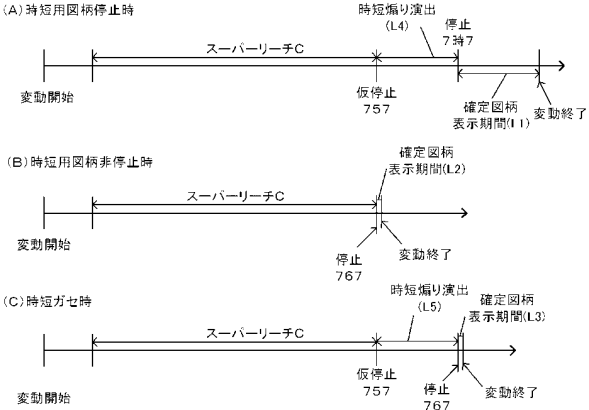 (A)時短用図柄停止時
時短煽り演出
(L4)
停止
7時7
スーパーリーチC
変動開始
仮停止
757
確定図柄
表示期間(L1)
変動終了
(B)時短用図柄非停止時
確定図柄
表示期間(L2)
スーパーリーチC
変動開始
停止
767
変動終了
(C)時短ガセ時
時短煽り演出
(L5)
確定図柄
表示期間(L3)
スーパーリーチC
変動開始
仮停止
757
停止
767
変動終了